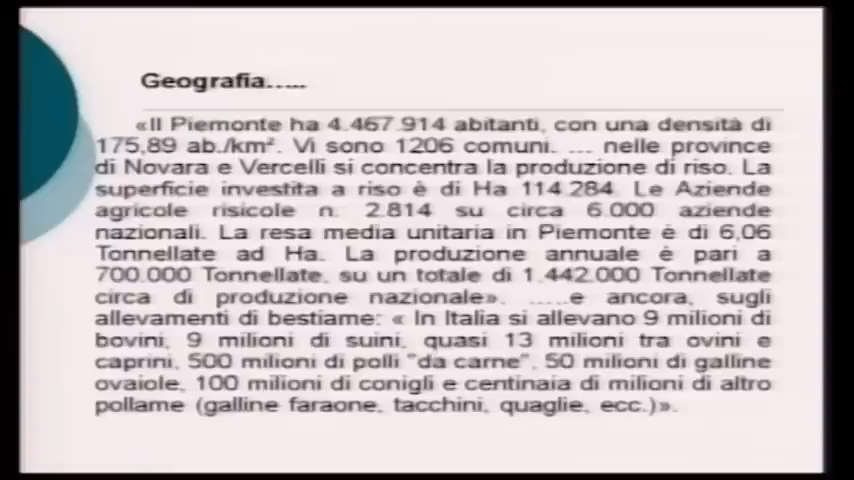 Geografia…..
«Il Piemonte ha 4.467.914 abitanti, con una densità di
175,89 ab./km². Vi sono 1206 comuni. … nelle province
di Novara e Vercelli si concentra la produzione di riso. La
superficie investita a riso è di Ha 114.284. Le Aziende
agricole risicole n. 2.814 su circa 6.000 aziende
nazionali. La resa media unitaria in Piemonte è di 6,06
Tonnellate ad Ha. La produzione annuale è pari a
700.000 Tonnellate, su un totale di 1.442.000 Tonnellate
circa di produzione nazionale». …..e ancora, sugli
allevamenti di bestiame: « In Italia si allevano 9 milioni di
bovini, 9 milioni di suini, quasi 13 milioni tra ovini e
caprini, 500 milioni di polli "da carne", 50 milioni di galline
ovaiole, 100 milioni di conigli e centinaia di milioni di altro
pollame (galline faraone, tacchini, quaglie, ecc.)».